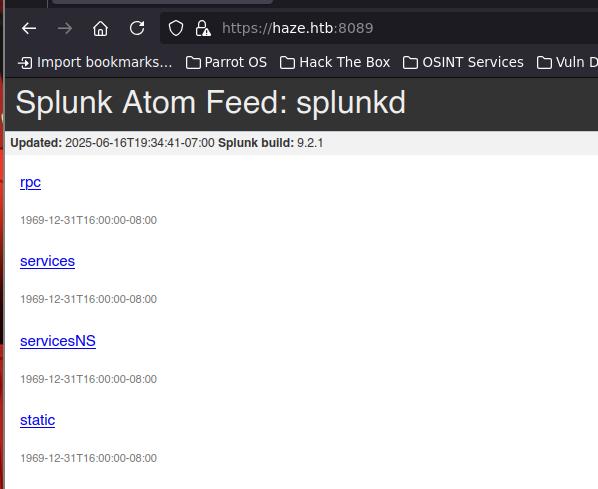 https://haze.htb:8089
Import bookmarks... Parrot OS Hack The Box OSINT Services Vuln D
Splunk Atom Feed: splunkd
Updated: 2025-06-16T19:34:41-07:00 Splunk build: 9.2.1
rpc
1969-12-31T16:00:00-08:00
services
1969-12-31T16:00:00-08:00
servicesNS
1969-12-31T16:00:00-08:00
static
1969-12-31T16:00:00-08:00